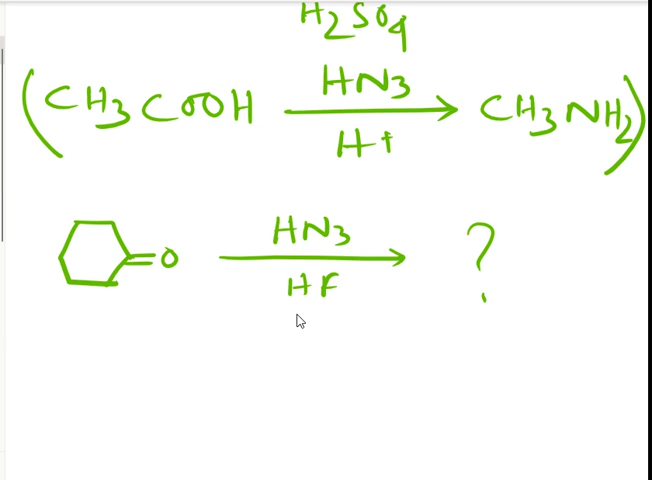 H2SO4
HN3
(CH3COOH → CH3NH2)
H+
HN3
=O → ?
HF